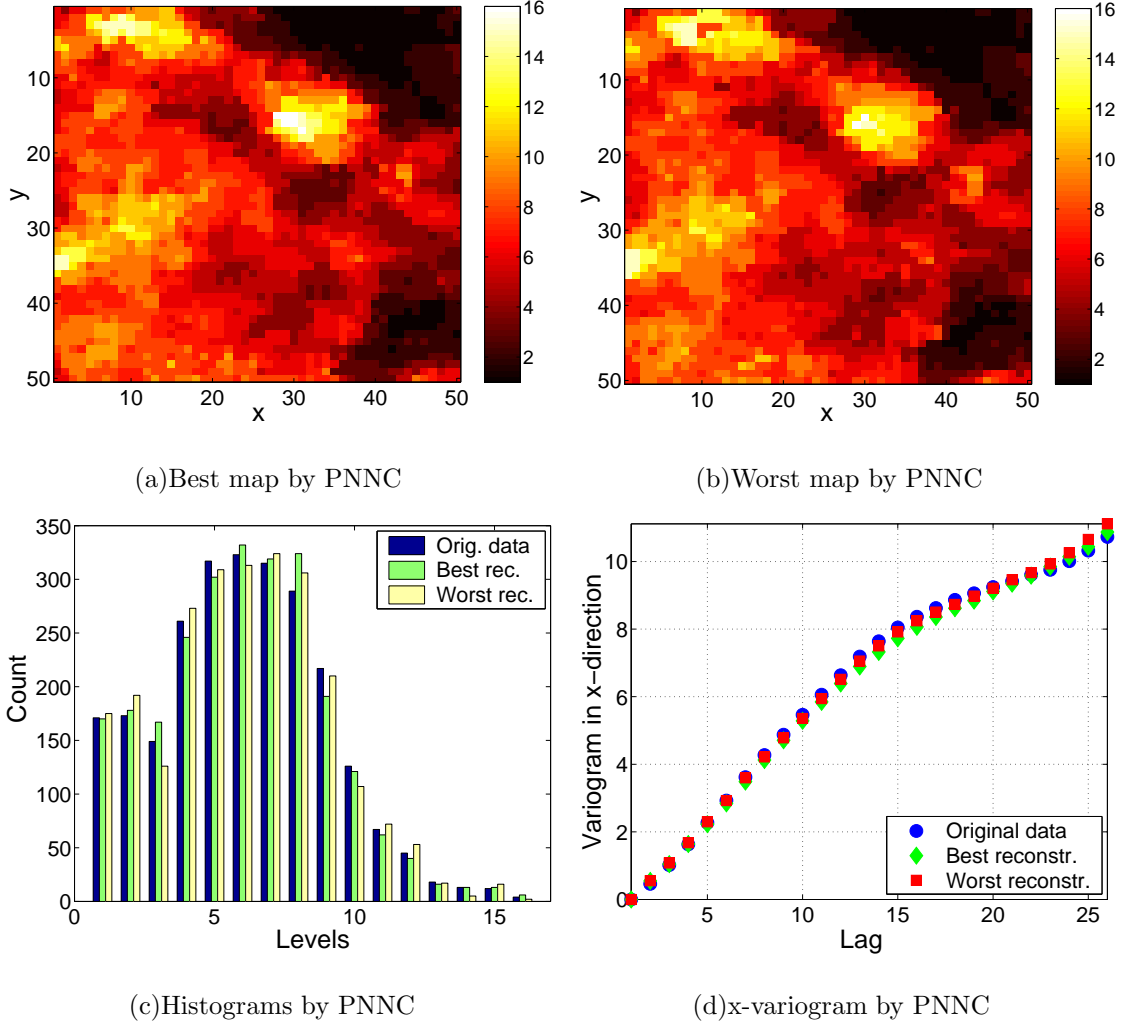 10
20
30
40
50
y
10 20 30 40 50
x
16
14
12
10
8
6
4
2
(a)Best map by PNNC
10
20
30
40
50
y
10 20 30 40 50
x
16
14
12
10
8
6
4
2
(b)Worst map by PNNC
350
300
250
200
150
100
50
0
Count
0 5 10 15
Levels
Orig. data
Best rec.
Worst rec.
(c)Histograms by PNNC
10
8
6
4
2
0
Variogram in x−direction
5 10 15 20 25
Lag
Original data
Best reconstr.
Worst reconstr.
(d)x-variogram by PNNC